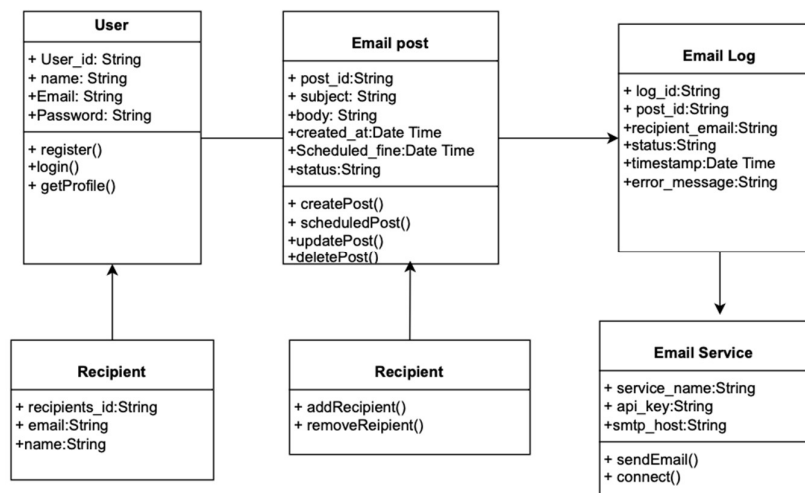 User
+ User_id: String
+ name: String
+Email: String
+Password: String
+ register()
+login()
+ getProfile()
Email post
+ post_id:String
+ subject: String
+body: String
+created_at:Date Time
+Scheduled_fine:Date Time
+status:String
+ createPost()
+ scheduledPost()
+updatePost()
+deletePost()
Email Log
+ log_id:String
+ post_id:String
+recipient_email:String
+status:String
+timestamp:Date Time
+error_message:String
Recipient
+ recipients_id:String
+ email:String
+name:String
Recipient
+ addRecipient()
+ removeReipient()
Email Service
+ service_name:String
+ api_key:String
+smtp_host:String
+ sendEmail()
+ connect()